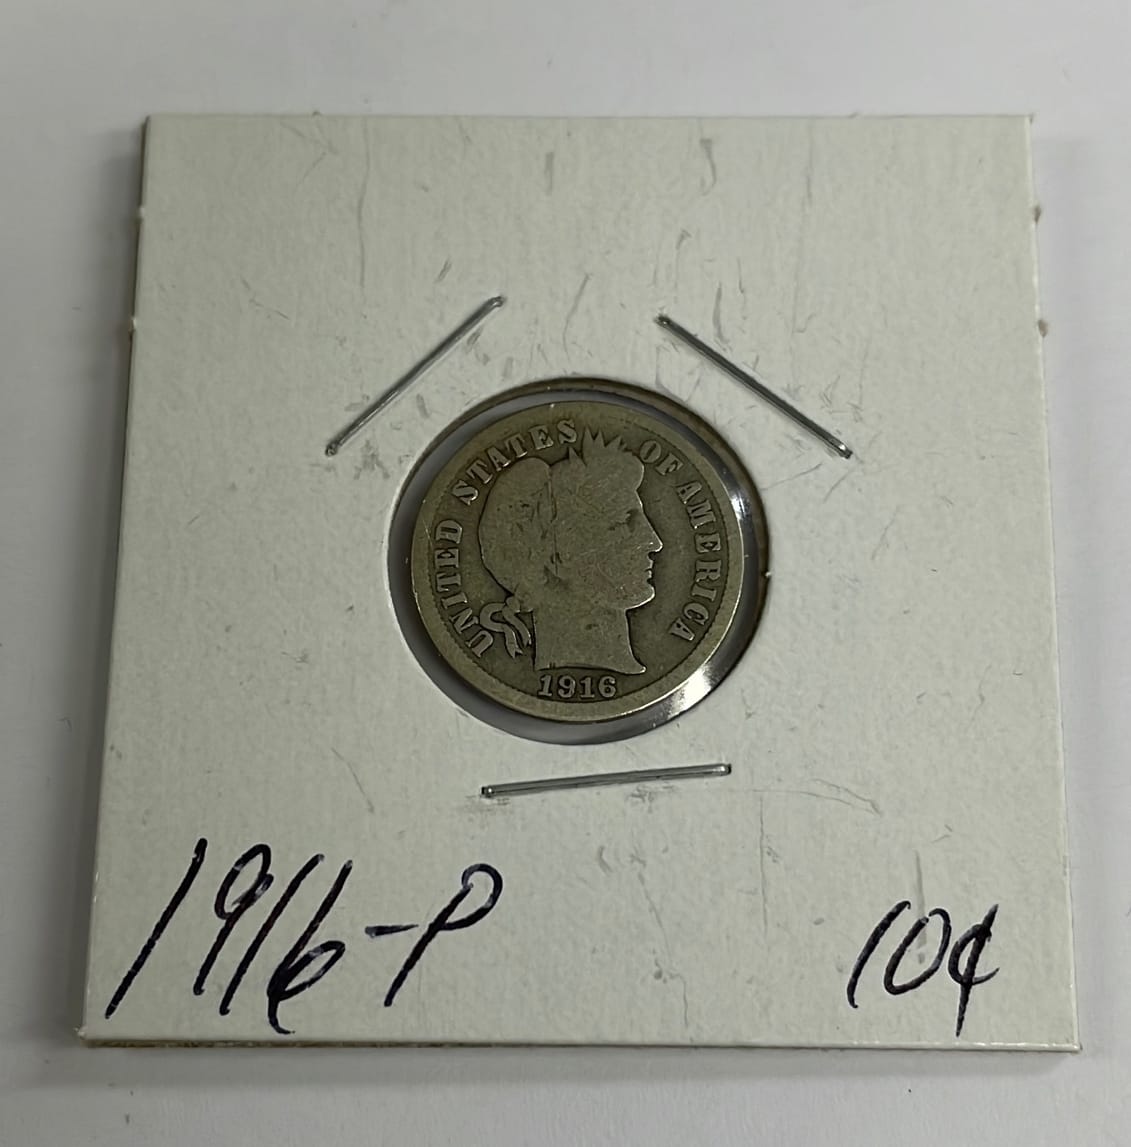 UNITED STATES OF AMERICA
1916
1916-P
10¢